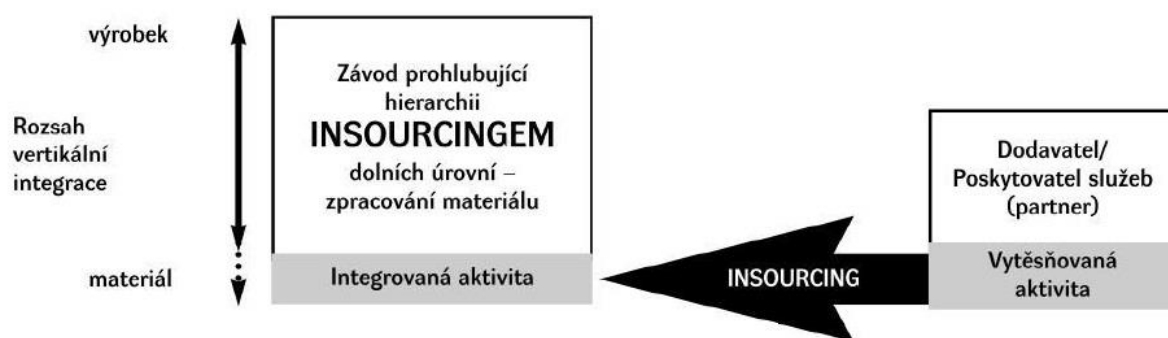 výrobek
Rozsah
vertikální
integrace
materiál
Závod prohlubující
hierarchii
INSOURCINGEM
dolních úrovní –
zpracování materiálu
Integrovaná aktivita
INSOURCING
Dodavatel/
Poskytovatel služeb
(partner)
Vytěsňovaná
aktivita